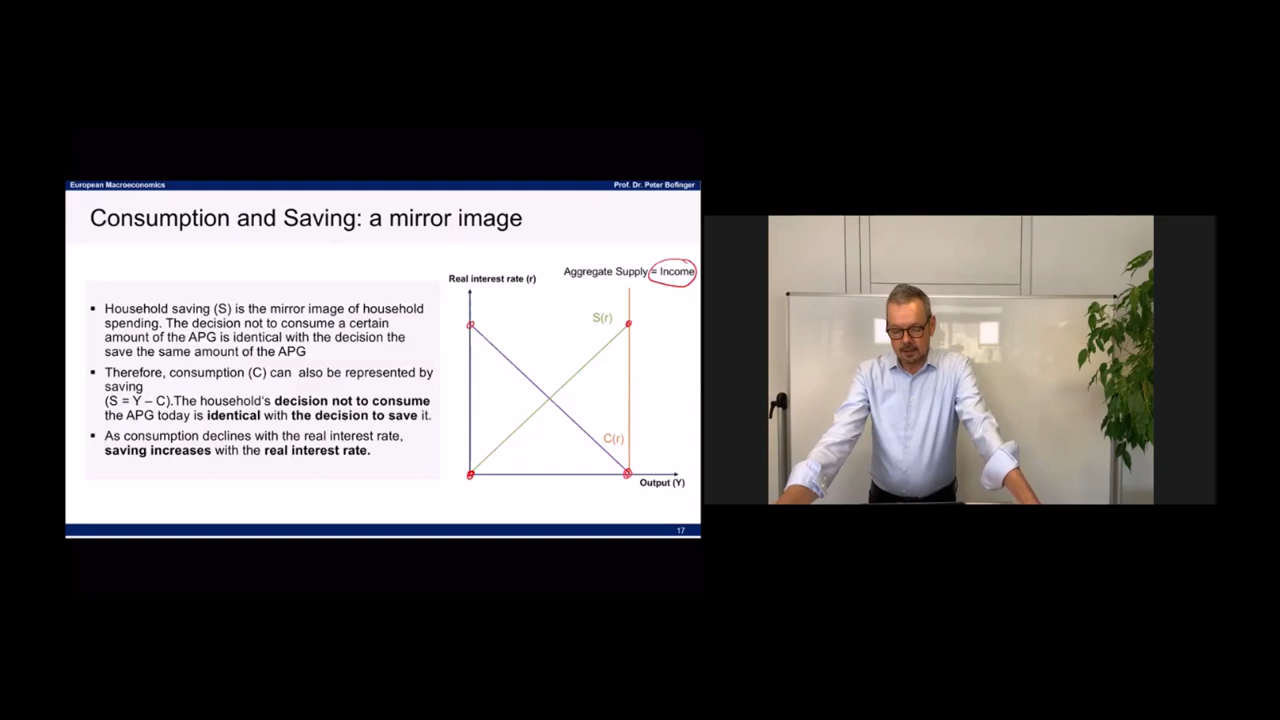 European Macroeconomics
Prof. Dr. Peter Bofinger
Consumption and Saving: a mirror image
Household saving (S) is the mirror image of household
spending. The decision not to consume a certain
amount of the APG is identical with the decision the
save the same amount of the APG
Therefore, consumption (C) can also be represented by
saving
(S = Y – C).The household's decision not to consume
the APG today is identical with the decision to save it.
As consumption declines with the real interest rate,
saving increases with the real interest rate.
Real interest rate (r)
Aggregate Supply = Income
S(r)
C(r)
Output (Y)
17